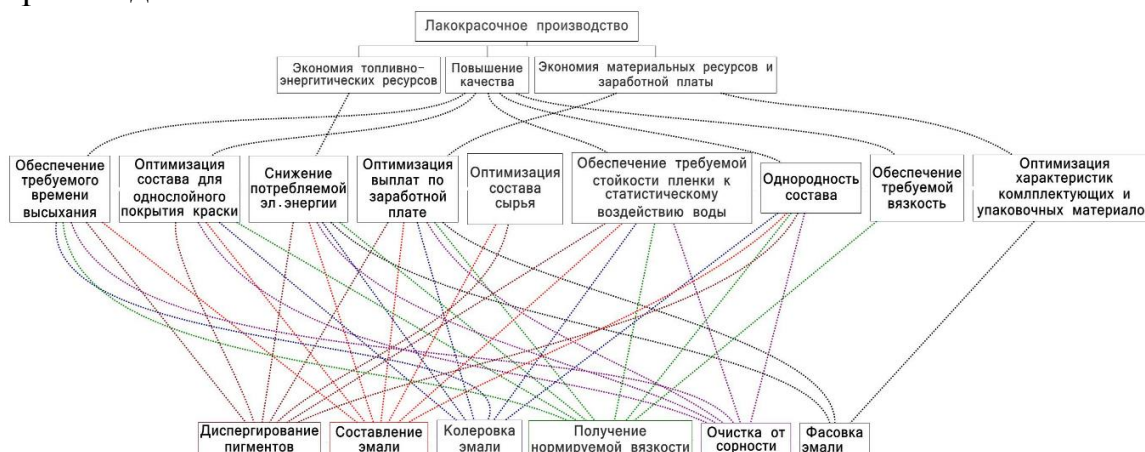 Лакокрасочное производство
Экономия топливно-
энергитических ресурсов
Повышение
качества
Экономия материальных ресурсов и
заработной платы
Обеспечение
требуемого
времени
высыхания
Оптимизация
состава для
однослойного
покрытия краски
Снижение
потребляемой
эл.энергии
Оптимизация
выплат по
заработной
плате
Оптимизация
состава
сырья
Обеспечение требуемой
стойкости пленки к
статистическому
воздействию воды
Однородность
состава
Обеспечение
требуемой
вязкость
Оптимизация
характеристик
комлплектующих и
упаковочных материало
Диспергирование
пигментов
Составление
эмали
Колеровка
эмали
Получение
нормируемой вязкости
Очистка от
сорности
Фасовка
эмали